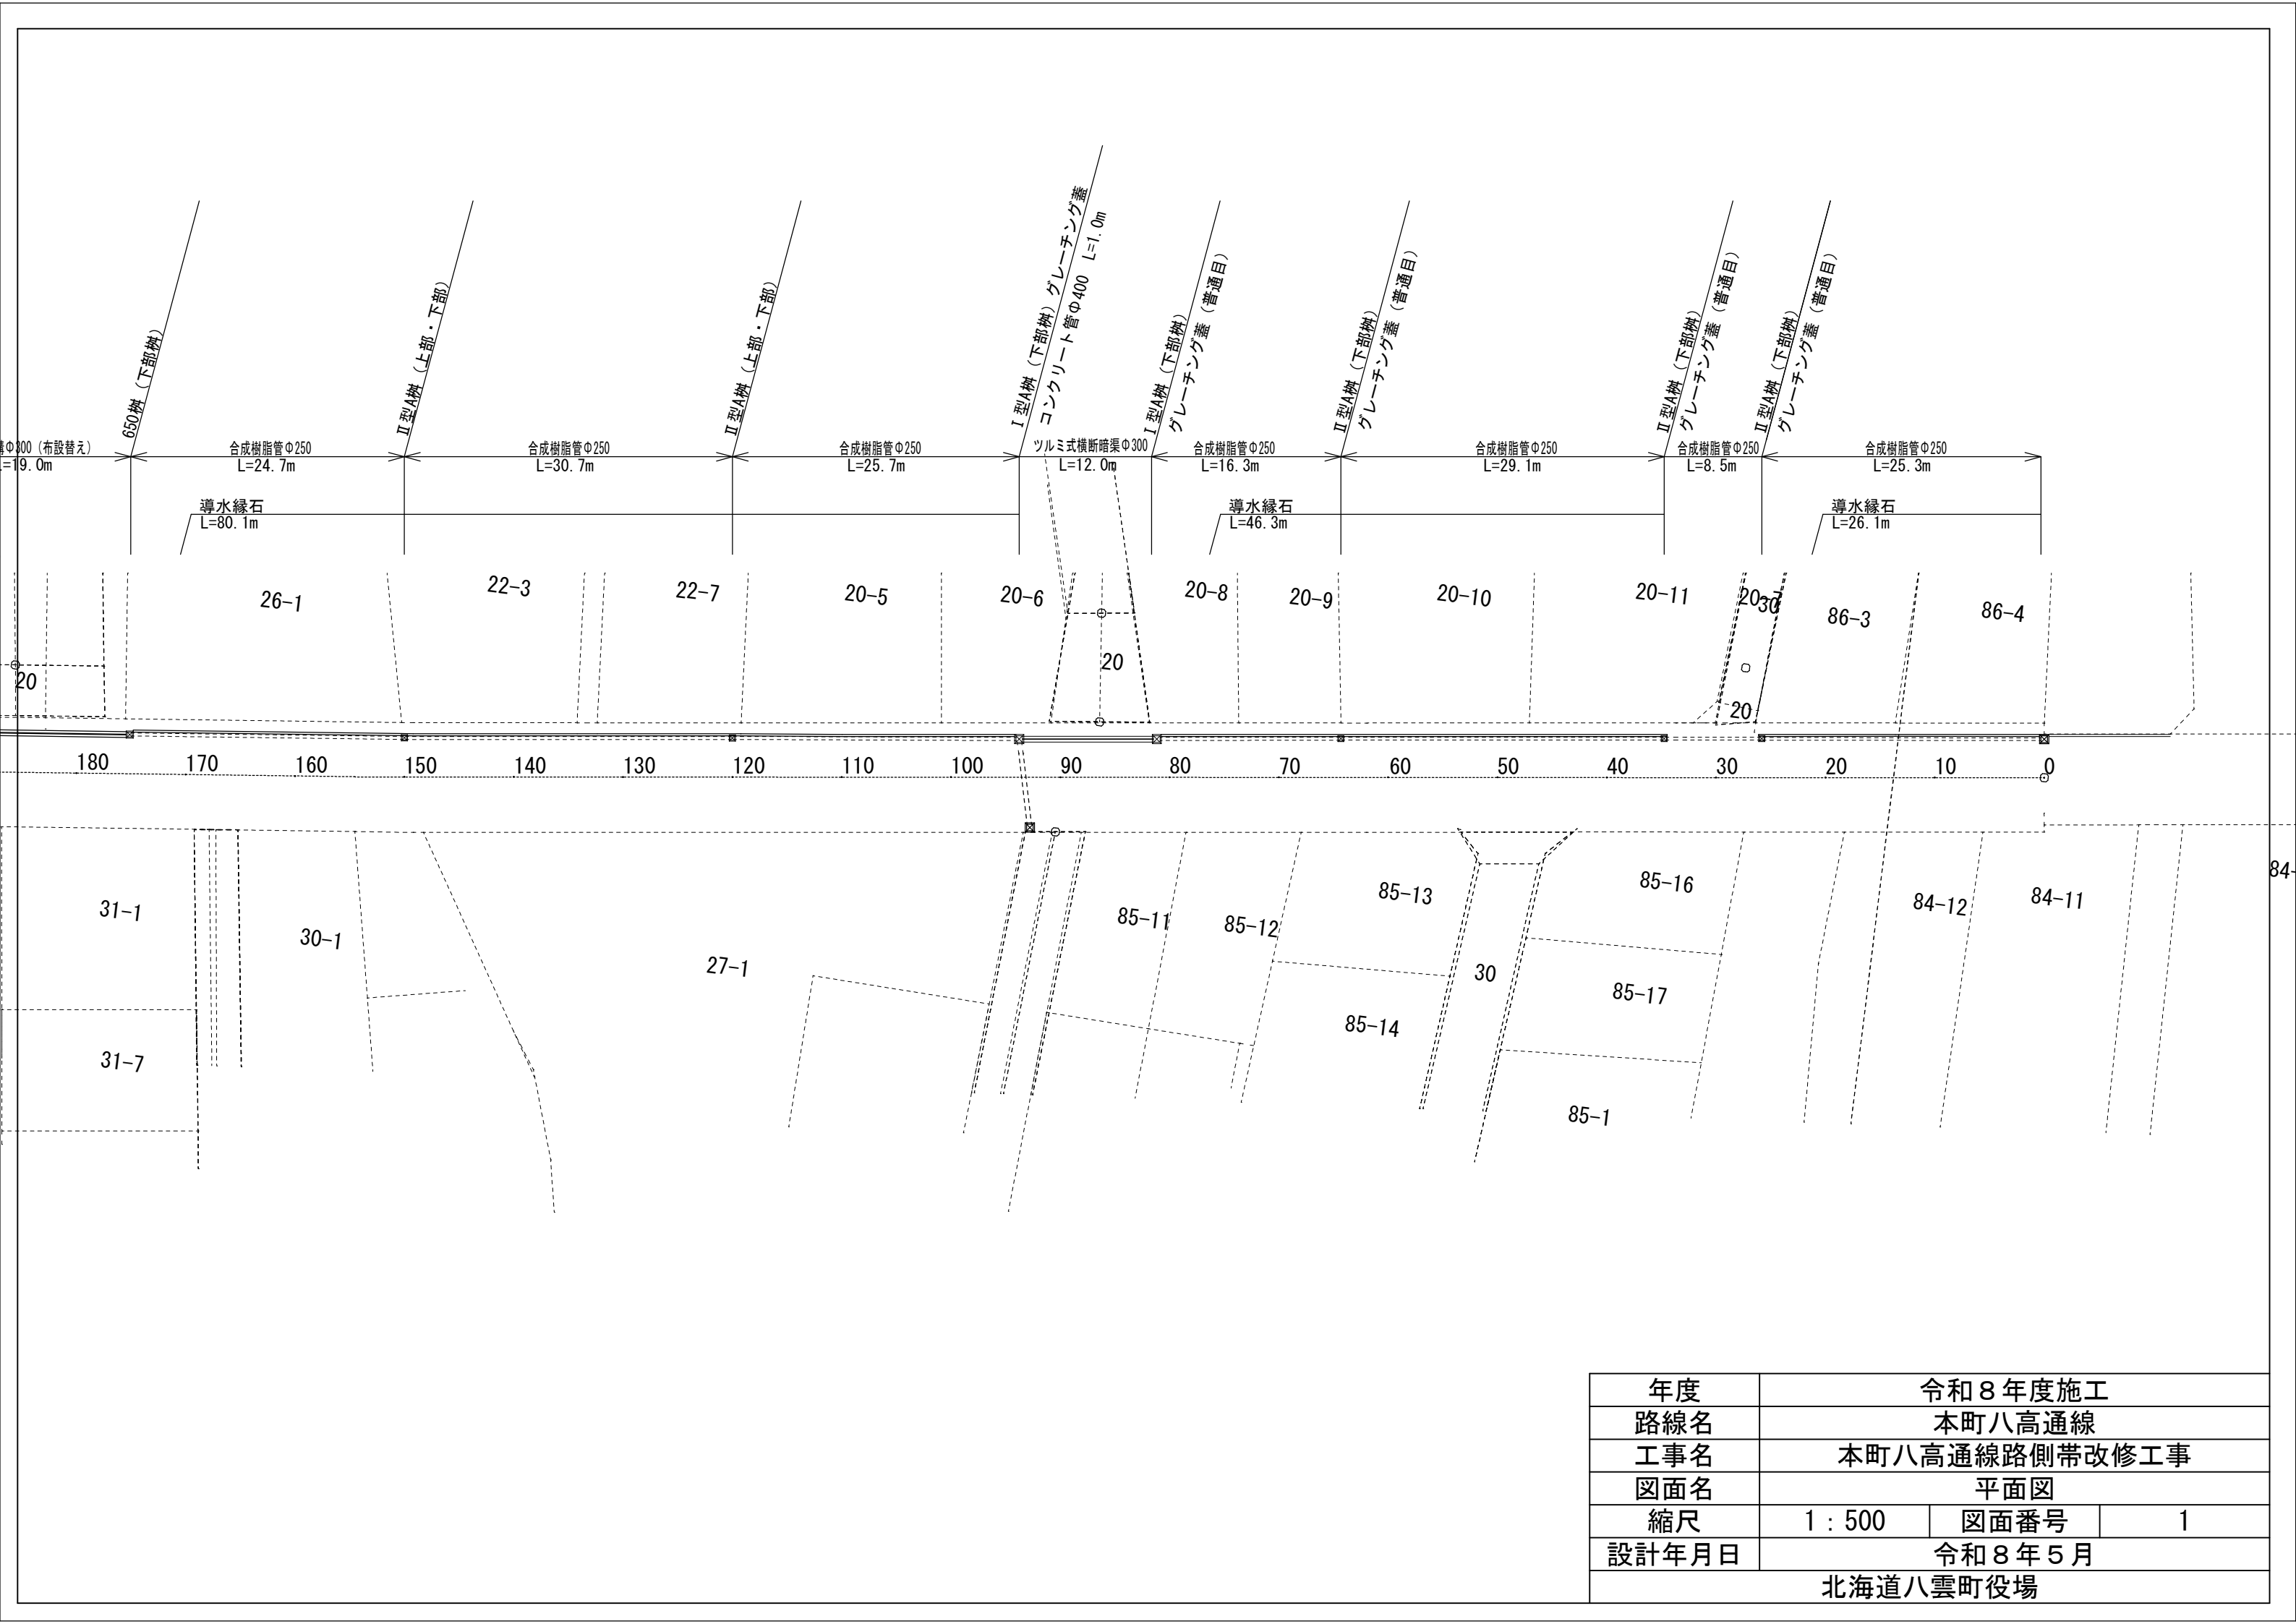 650桝（下部桝）
Ⅱ型A桝（上部・下部）
Ⅱ型A桝（上部・下部）
Ⅰ型A桝（下部桝）グレーチング蓋
コンクリート管Φ400　L=1.0m
Ⅰ型A桝（下部桝）
グレーチング蓋（普通目）
Ⅱ型A桝（下部桝）
グレーチング蓋（普通目）
Ⅱ型A桝（下部桝）
グレーチング蓋（普通目）
Ⅱ型A桝（下部桝）
グレーチング蓋（普通目）
Φ300（布設替え）
L=19.0m
合成樹脂管Φ250
L=24.7m
合成樹脂管Φ250
L=30.7m
合成樹脂管Φ250
L=25.7m
ツルミ式横断暗渠Φ300
L=12.0m
合成樹脂管Φ250
L=16.3m
合成樹脂管Φ250
L=29.1m
合成樹脂管Φ250
L=8.5m
合成樹脂管Φ250
L=25.3m
導水縁石
L=80.1m
導水縁石
L=46.3m
導水縁石
L=26.1m
26-1
22-3
22-7
20-5
20-6
20-8
20-9
20-10
20-11
20-7
30
86-3
86-4
20
20
20
180 170 160 150 140 130 120 110 100 90 80 70 60 50 40 30 20 10 0
31-1
30-1
27-1
85-11
85-12
85-13
85-16
84-12
84-11
84-
30
85-17
85-14
31-7
85-1
年度 令和８年度施工
路線名 本町八高通線
工事名 本町八高通線路側帯改修工事
図面名 平面図
縮尺 1：500 図面番号 1
設計年月日 令和８年５月
北海道八雲町役場